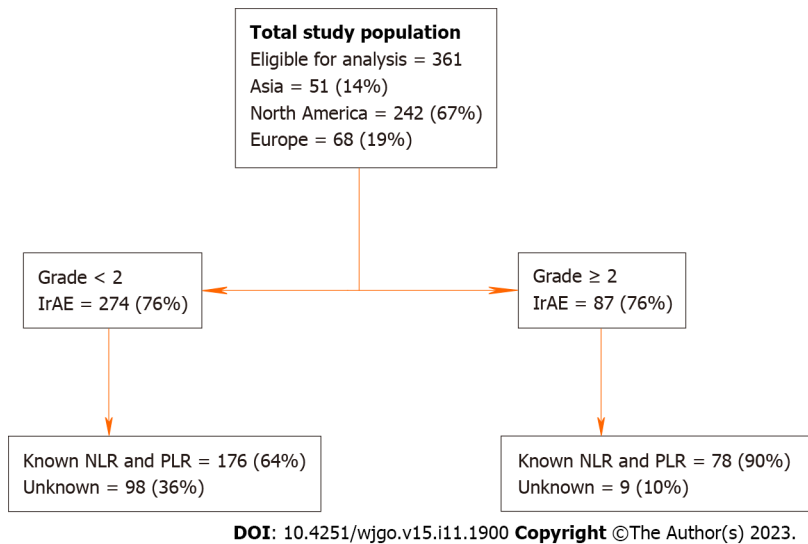 Total study population
Eligible for analysis = 361
Asia = 51 (14%)
North America = 242 (67%)
Europe = 68 (19%)
Grade < 2
IrAE = 274 (76%)
Grade ≥ 2
IrAE = 87 (76%)
Known NLR and PLR = 176 (64%)
Unknown = 98 (36%)
Known NLR and PLR = 78 (90%)
Unknown = 9 (10%)
DOI: 10.4251/wjgo.v15.i11.1900 Copyright ©The Author(s) 2023.